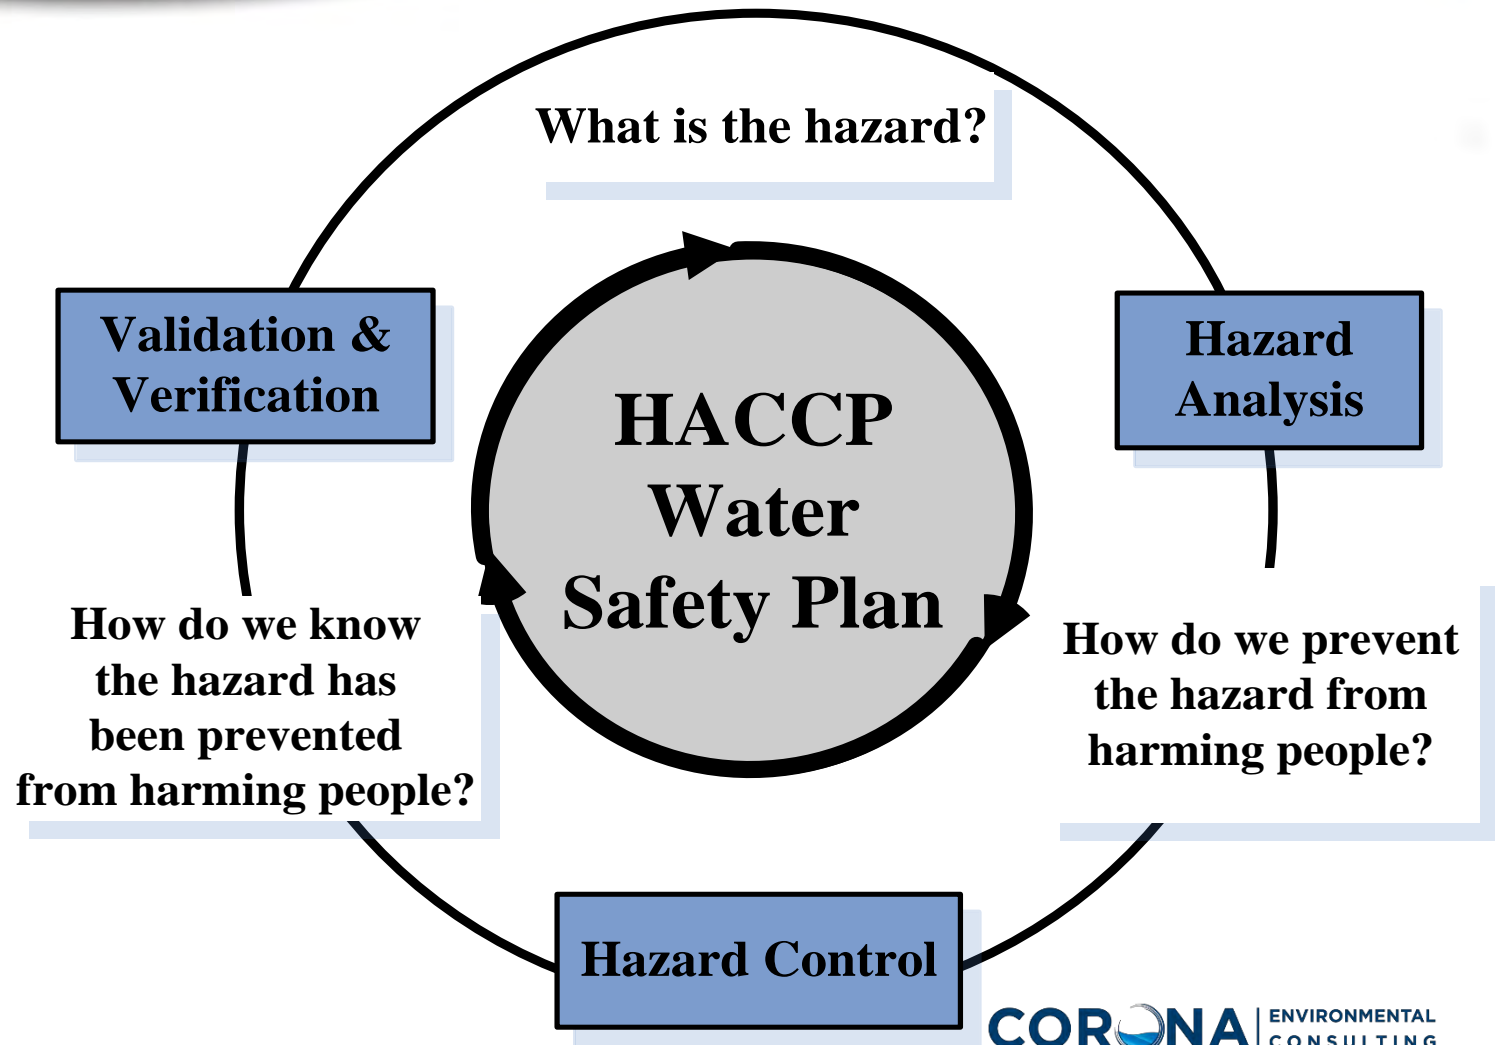 What is the hazard?
Validation &
Verification
Hazard
Analysis
HACCP
Water
Safety Plan
How do we know
the hazard has
been prevented
from harming people?
How do we prevent
the hazard from
harming people?
Hazard Control
CORONA
ENVIRONMENTAL
CONSULTING